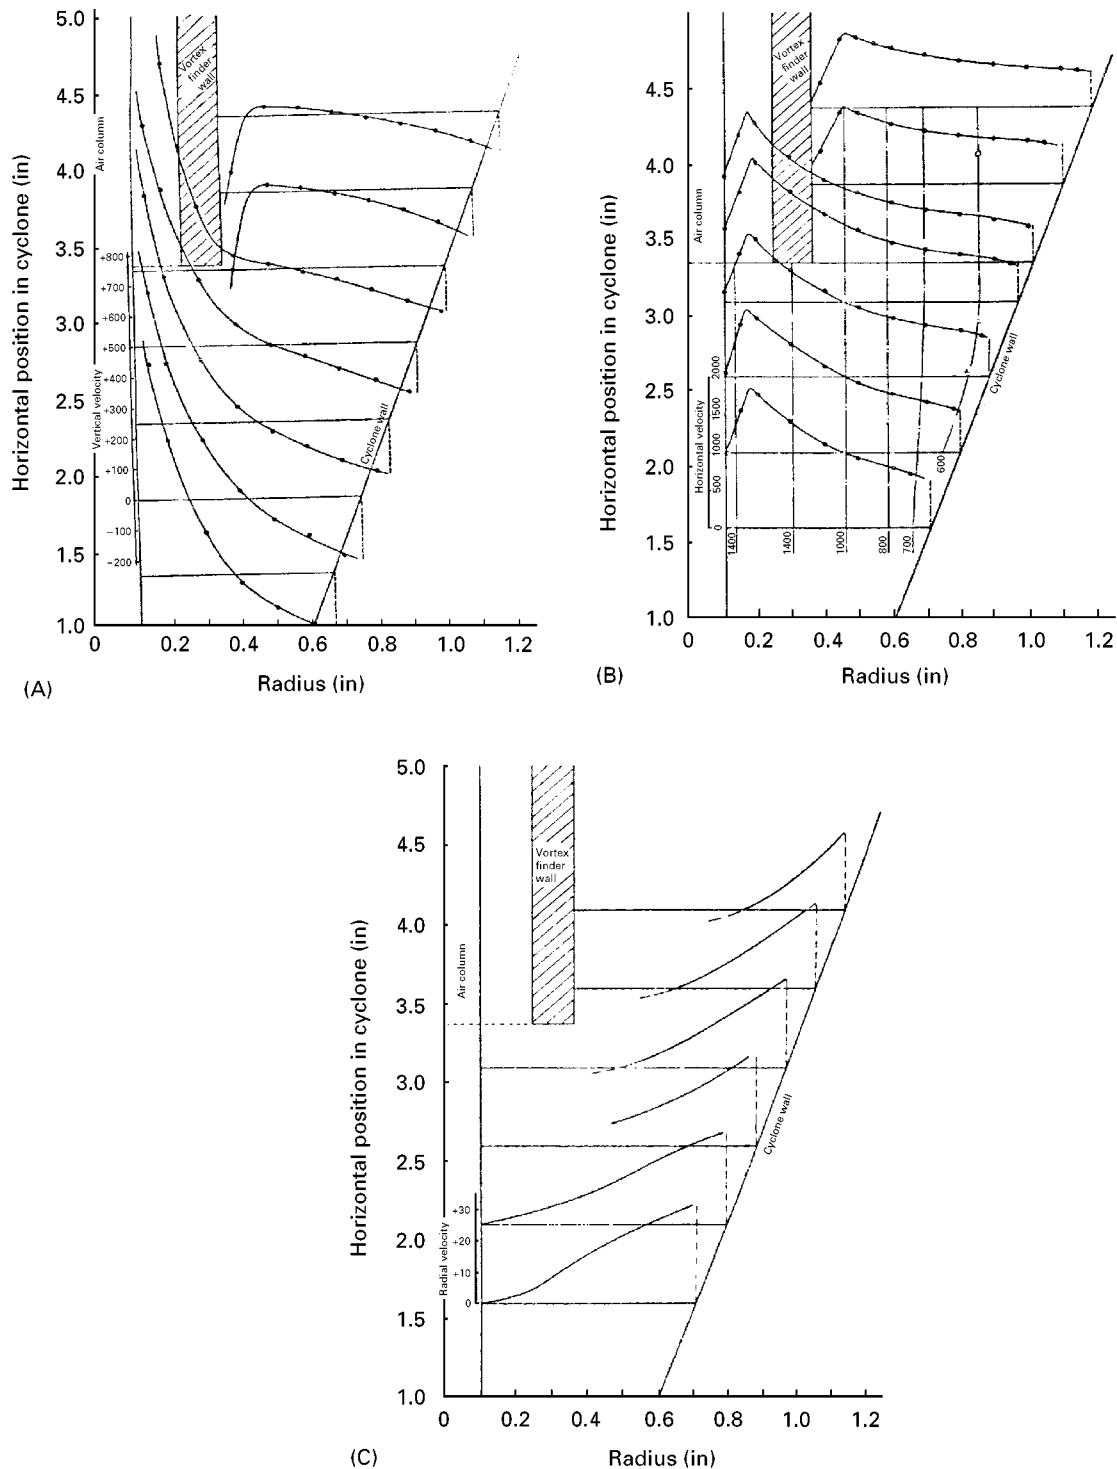 5.0
4.5
4.0
3.5
3.0
2.5
2.0
1.5
1.0
Horizontal position in cyclone (in)
Air column
Vortex
finder
wall
+800
+700
+600
+500
+400
+300
+200
+100
0
−100
−200
Vertical velocity
Cyclone wall
0
0.2
0.4
0.6
0.8
1.0
1.2
Radius (in)
(A)
4.5
4.0
3.5
3.0
2.5
2.0
1.5
1.0
Horizontal position in cyclone (in)
Air column
Vortex
finder
wall
2000
1500
1000
500
0
Horizontal velocity
Cyclone wall
1400
1400
1000
800
700
600
0
0.2
0.4
0.6
0.8
1.0
1.2
Radius (in)
(B)
5.0
4.5
4.0
3.5
3.0
2.5
2.0
1.5
1.0
Horizontal position in cyclone (in)
Air column
Vortex
finder
wall
+30
+20
+10
0
Radial velocity
Cyclone wall
0
0.2
0.4
0.6
0.8
1.0
1.2
Radius (in)
(C)